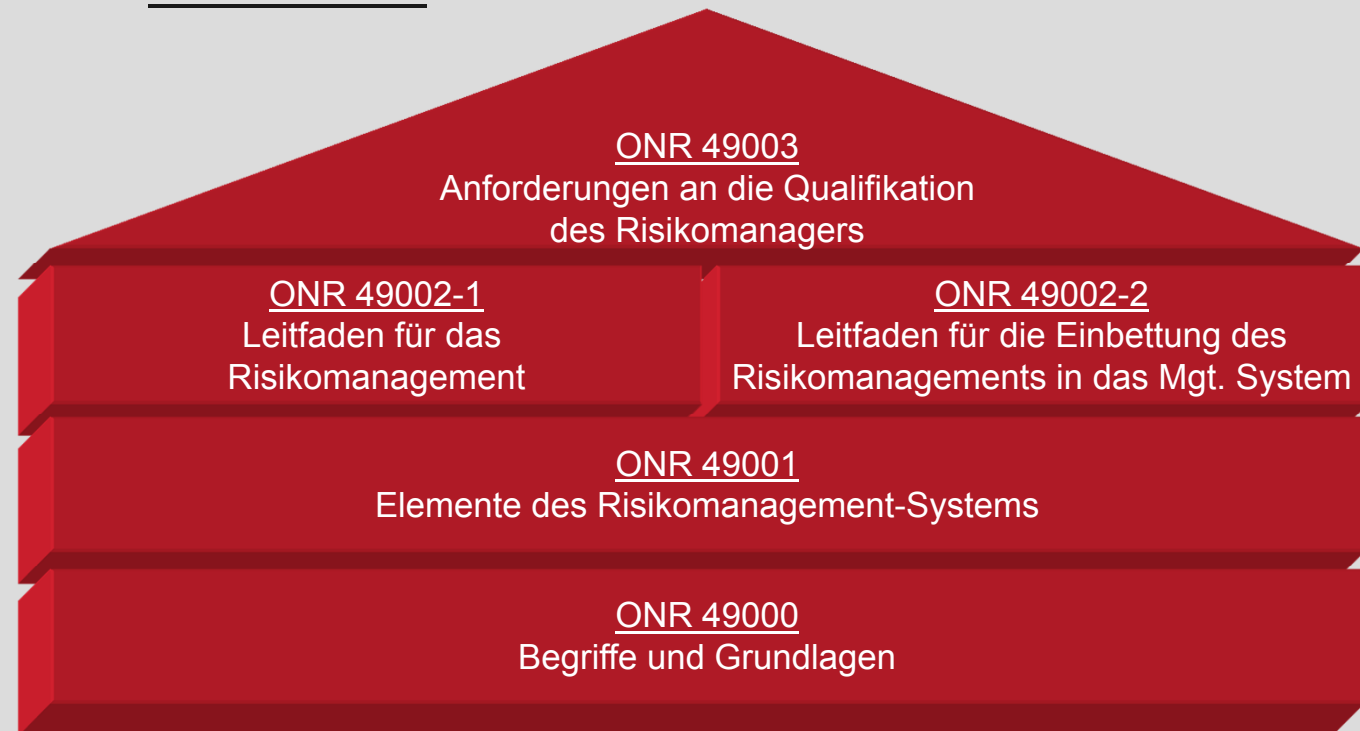 ONR 49003
Anforderungen an die Qualifikation
des Risikomanagers
ONR 49002-1
Leitfaden für das
Risikomanagement
ONR 49002-2
Leitfaden für die Einbettung des
Risikomanagements in das Mgt. System
ONR 49001
Elemente des Risikomanagement-Systems
ONR 49000
Begriffe und Grundlagen